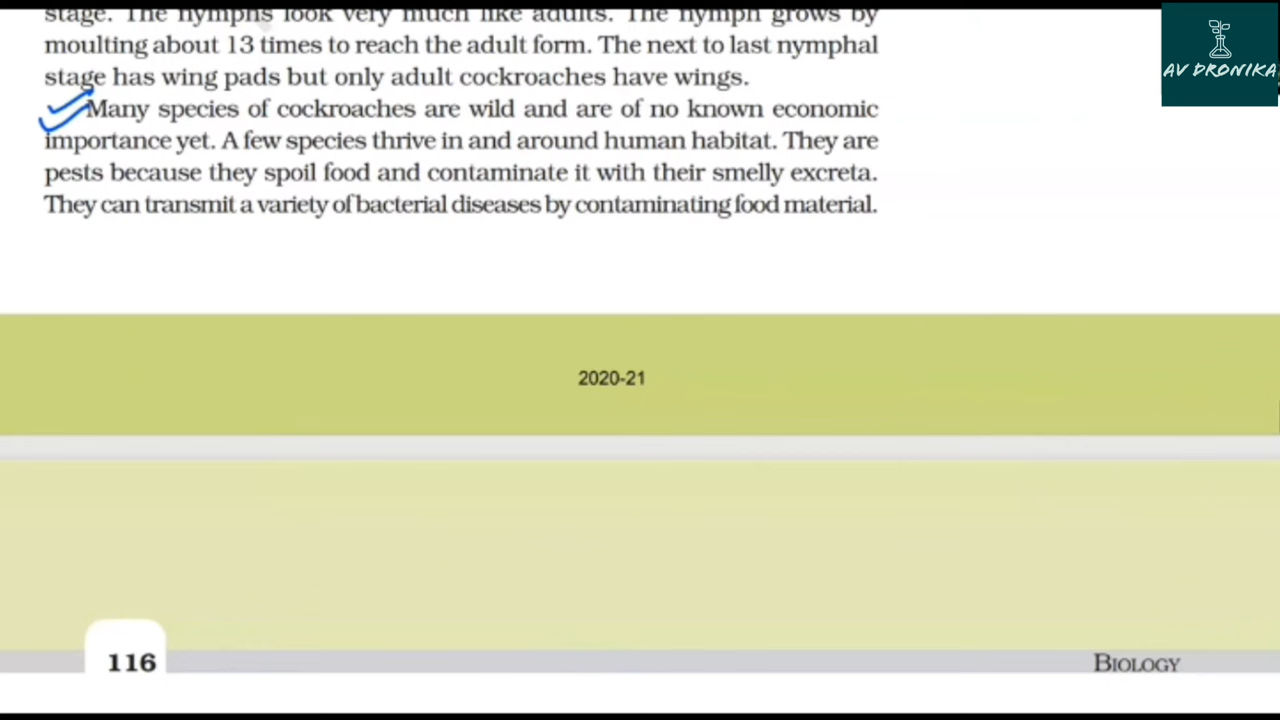 stage. The nymphs look very much like adults. The nymph grows by
moulting about 13 times to reach the adult form. The next to last nymphal
stage has wing pads but only adult cockroaches have wings.
Many species of cockroaches are wild and are of no known economic
importance yet. A few species thrive in and around human habitat. They are
pests because they spoil food and contaminate it with their smelly excreta.
They can transmit a variety of bacterial diseases by contaminating food material.
AV DRONIKA
2020-21
116
BIOLOGY